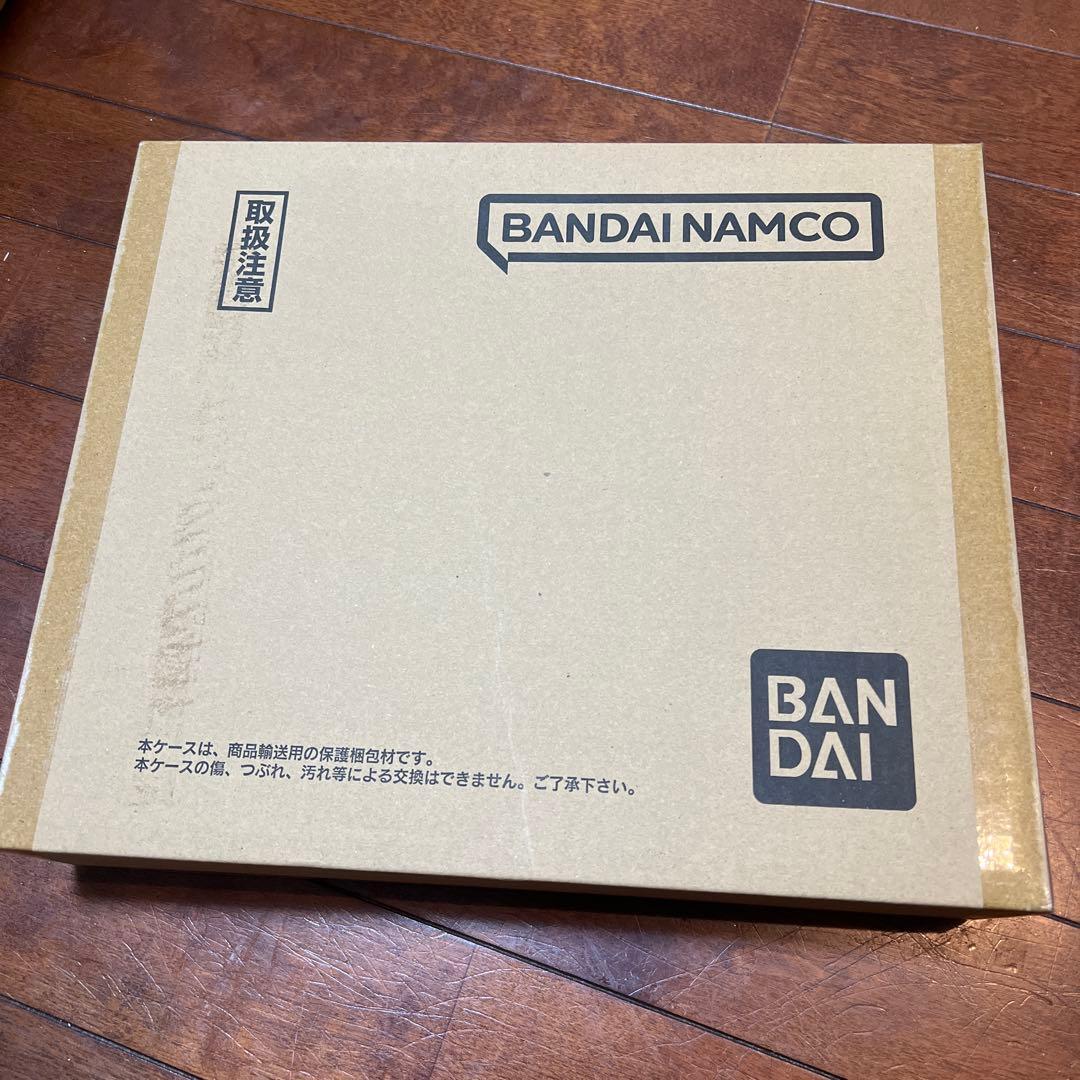 取扱注意
BANDAI NAMCO
BAN
DAI
本ケースは、商品輸送用の保護梱包材です。
本ケースの傷、つぶれ、汚れ等による交換はできません。ご了承下さい。